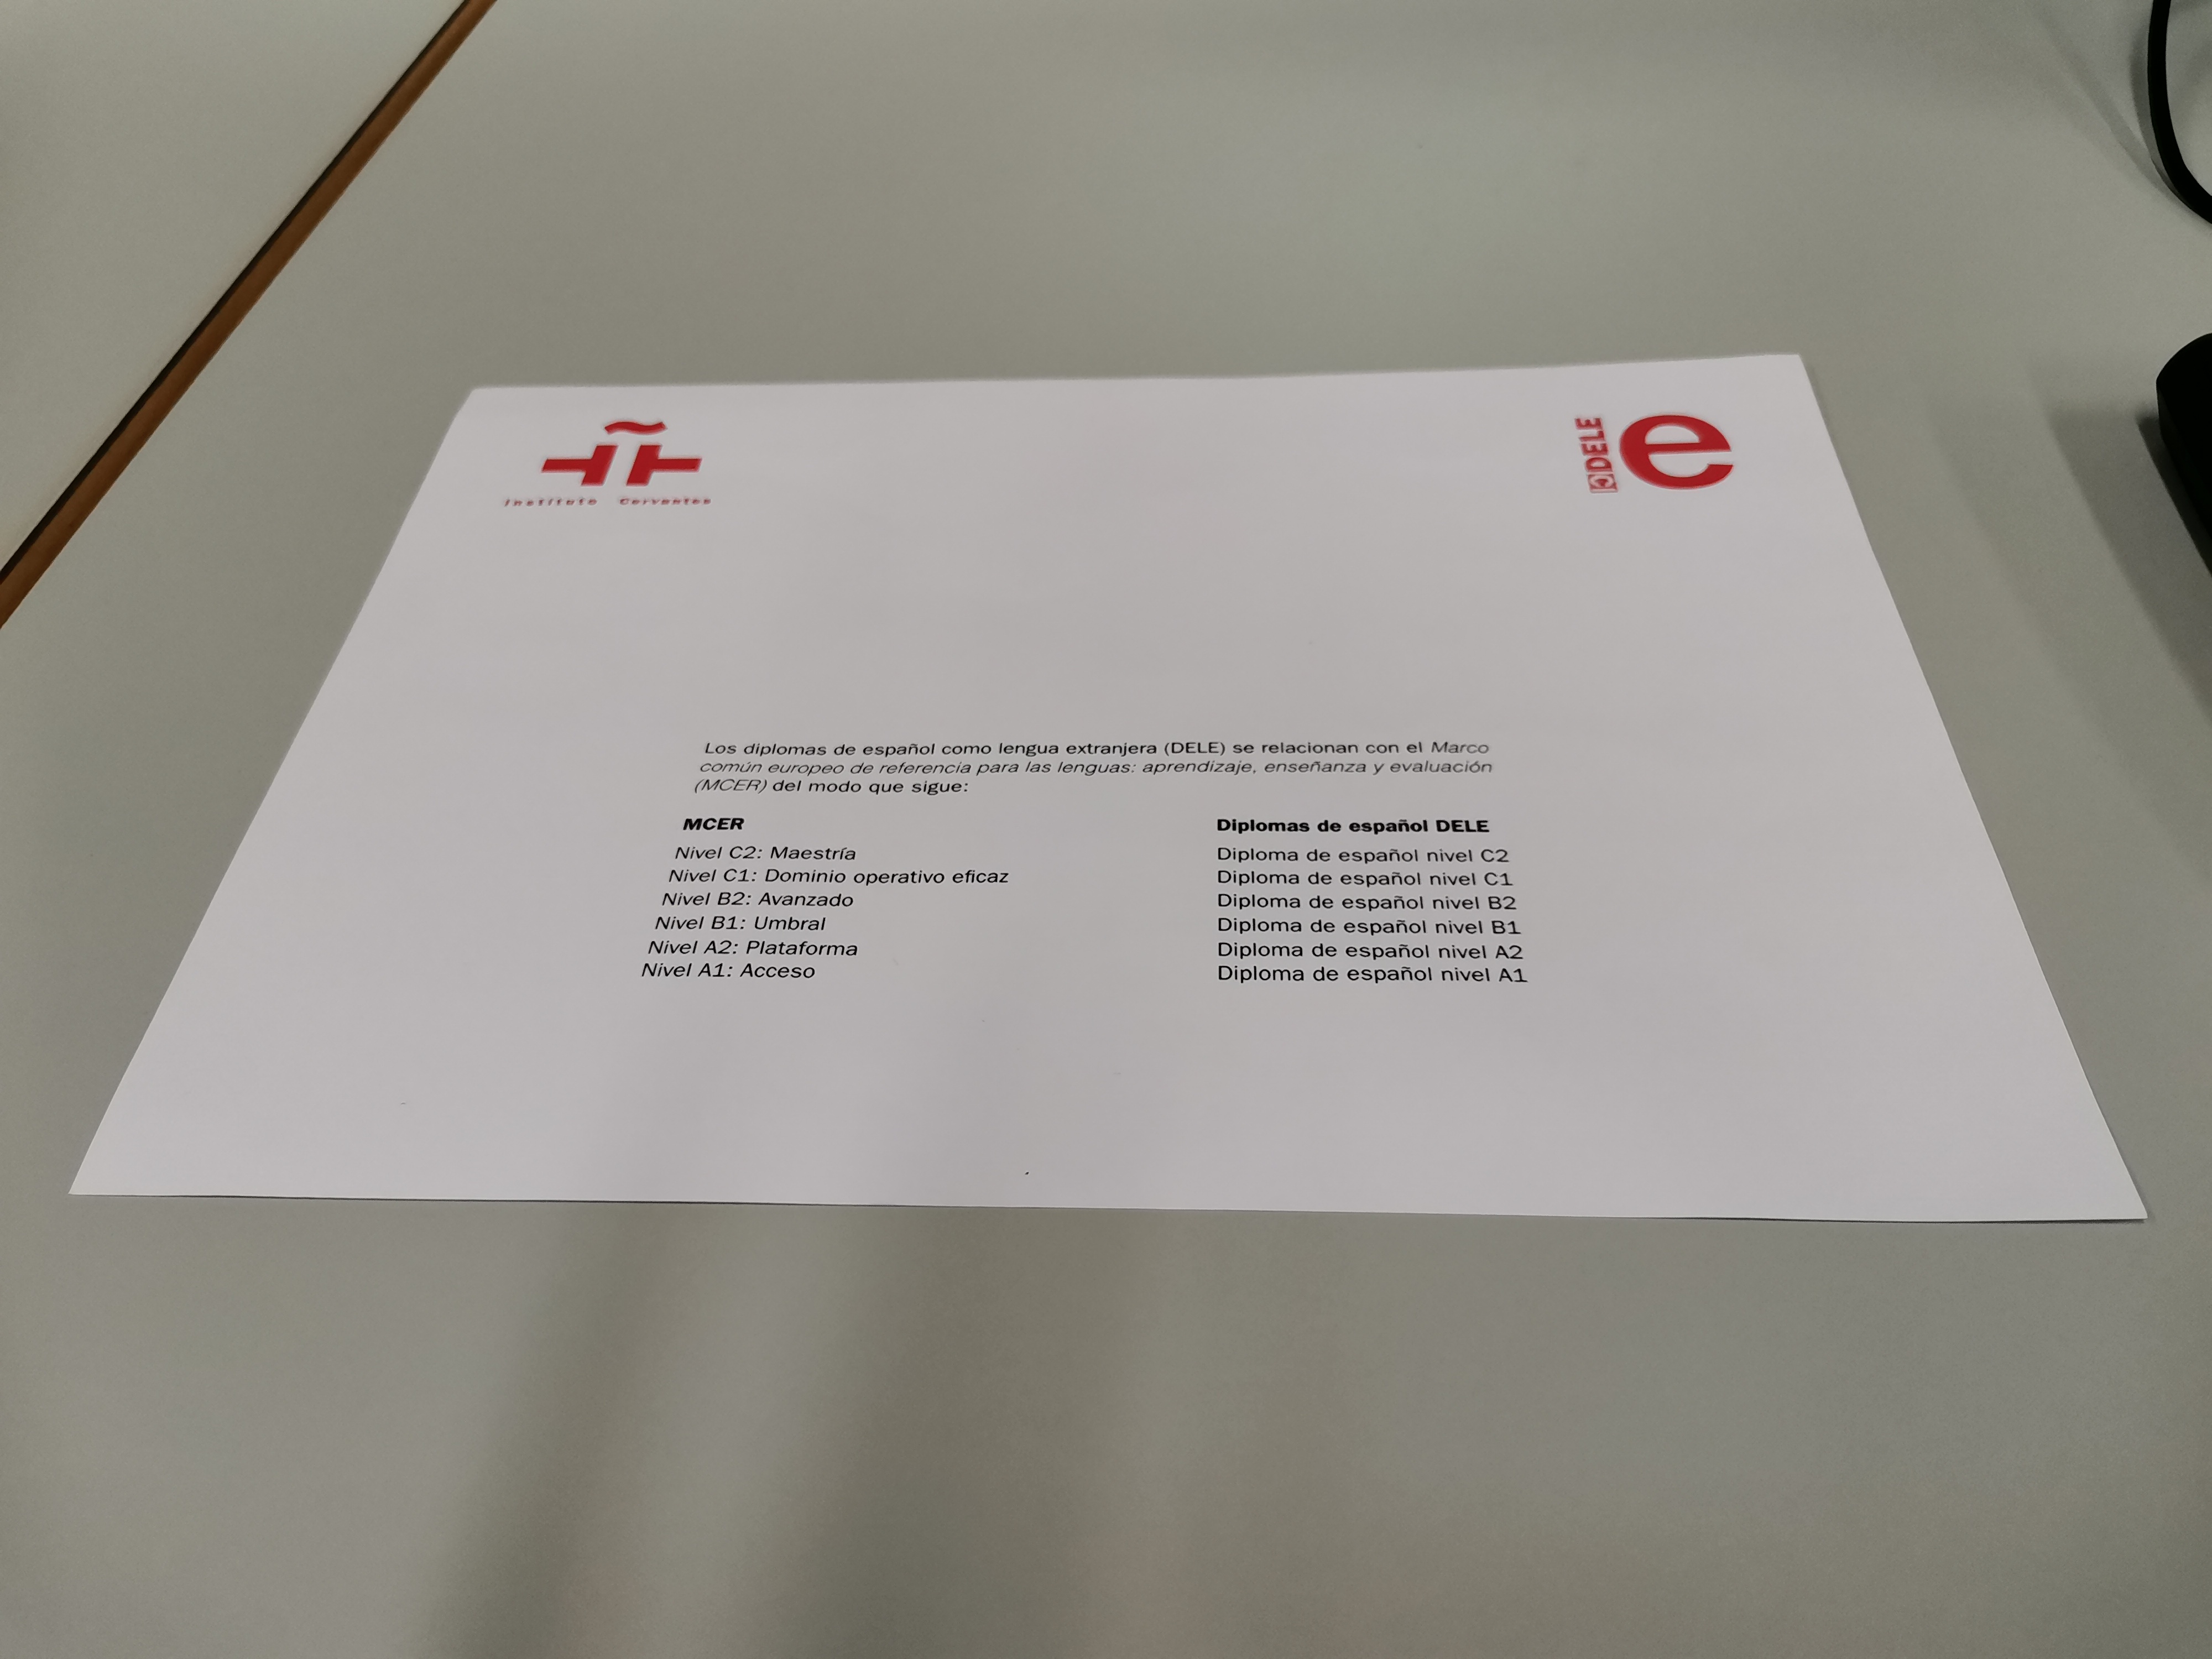 Instituto Cervantes
DELE
e
Los diplomas de español como lengua extranjera (DELE) se relacionan con el Marco
común europeo de referencia para las lenguas: aprendizaje, enseñanza y evaluación
(MCER) del modo que sigue:
MCER
Nivel C2: Maestría
Nivel C1: Dominio operativo eficaz
Nivel B2: Avanzado
Nivel B1: Umbral
Nivel A2: Plataforma
Nivel A1: Acceso
Diplomas de español DELE
Diploma de español nivel C2
Diploma de español nivel C1
Diploma de español nivel B2
Diploma de español nivel B1
Diploma de español nivel A2
Diploma de español nivel A1